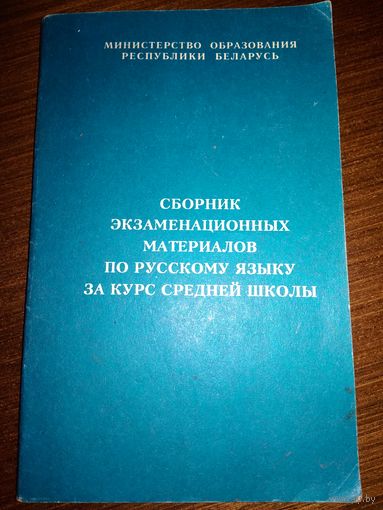 МИНИСТЕРСТВО ОБРАЗОВАНИЯ
РЕСПУБЛИКИ БЕЛАРУСЬ
СБОРНИК
ЭКЗАМЕНАЦИОННЫХ
МАТЕРИАЛОВ
ПО РУССКОМУ ЯЗЫКУ
ЗА КУРС СРЕДНЕЙ ШКОЛЫ